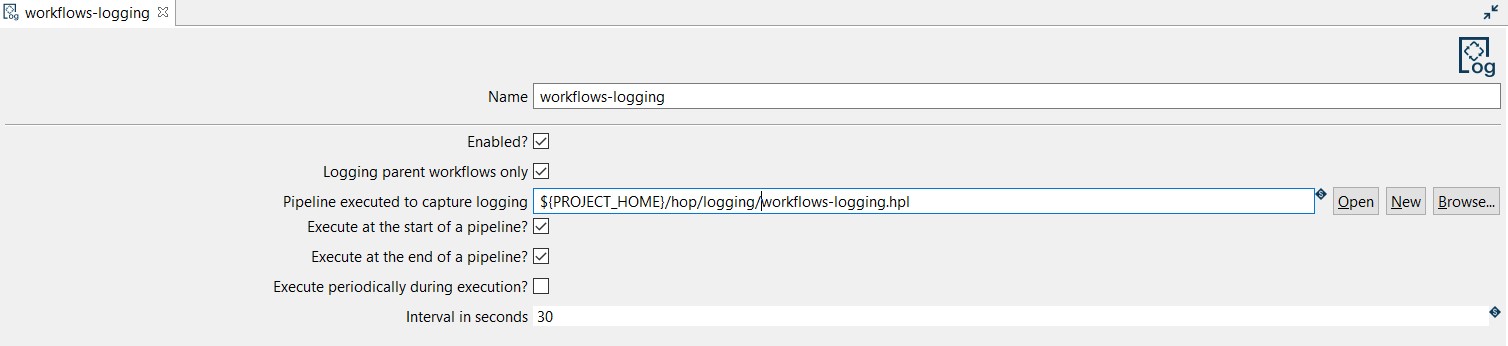 workflows-logging
Log
Name workflows-logging
Enabled?
Logging parent workflows only
Pipeline executed to capture logging ${PROJECT_HOME}/hop/logging/workflows-logging.hpl Open New Browse...
Execute at the start of a pipeline?
Execute at the end of a pipeline?
Execute periodically during execution?
Interval in seconds 30